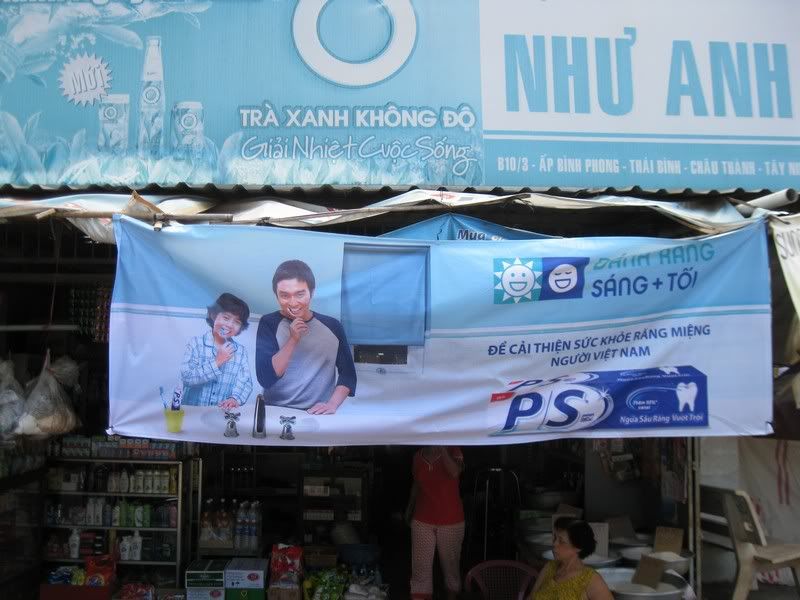 MỚI
TRÀ XANH KHÔNG ĐỘ
Giải Nhiệt Cuộc Sống
NHƯ ANH
B10/3 - ẤP BÌNH PHONG - THÁI BÌNH - CHÂU THÀNH - TÂY
Mua
SÁNG + TỐI
ĐỂ CẢI THIỆN SỨC KHỎE RĂNG MIỆNG
NGƯỜI VIỆT NAM
P/S
Ngừa Sâu Răng Vượt Trội
P/S